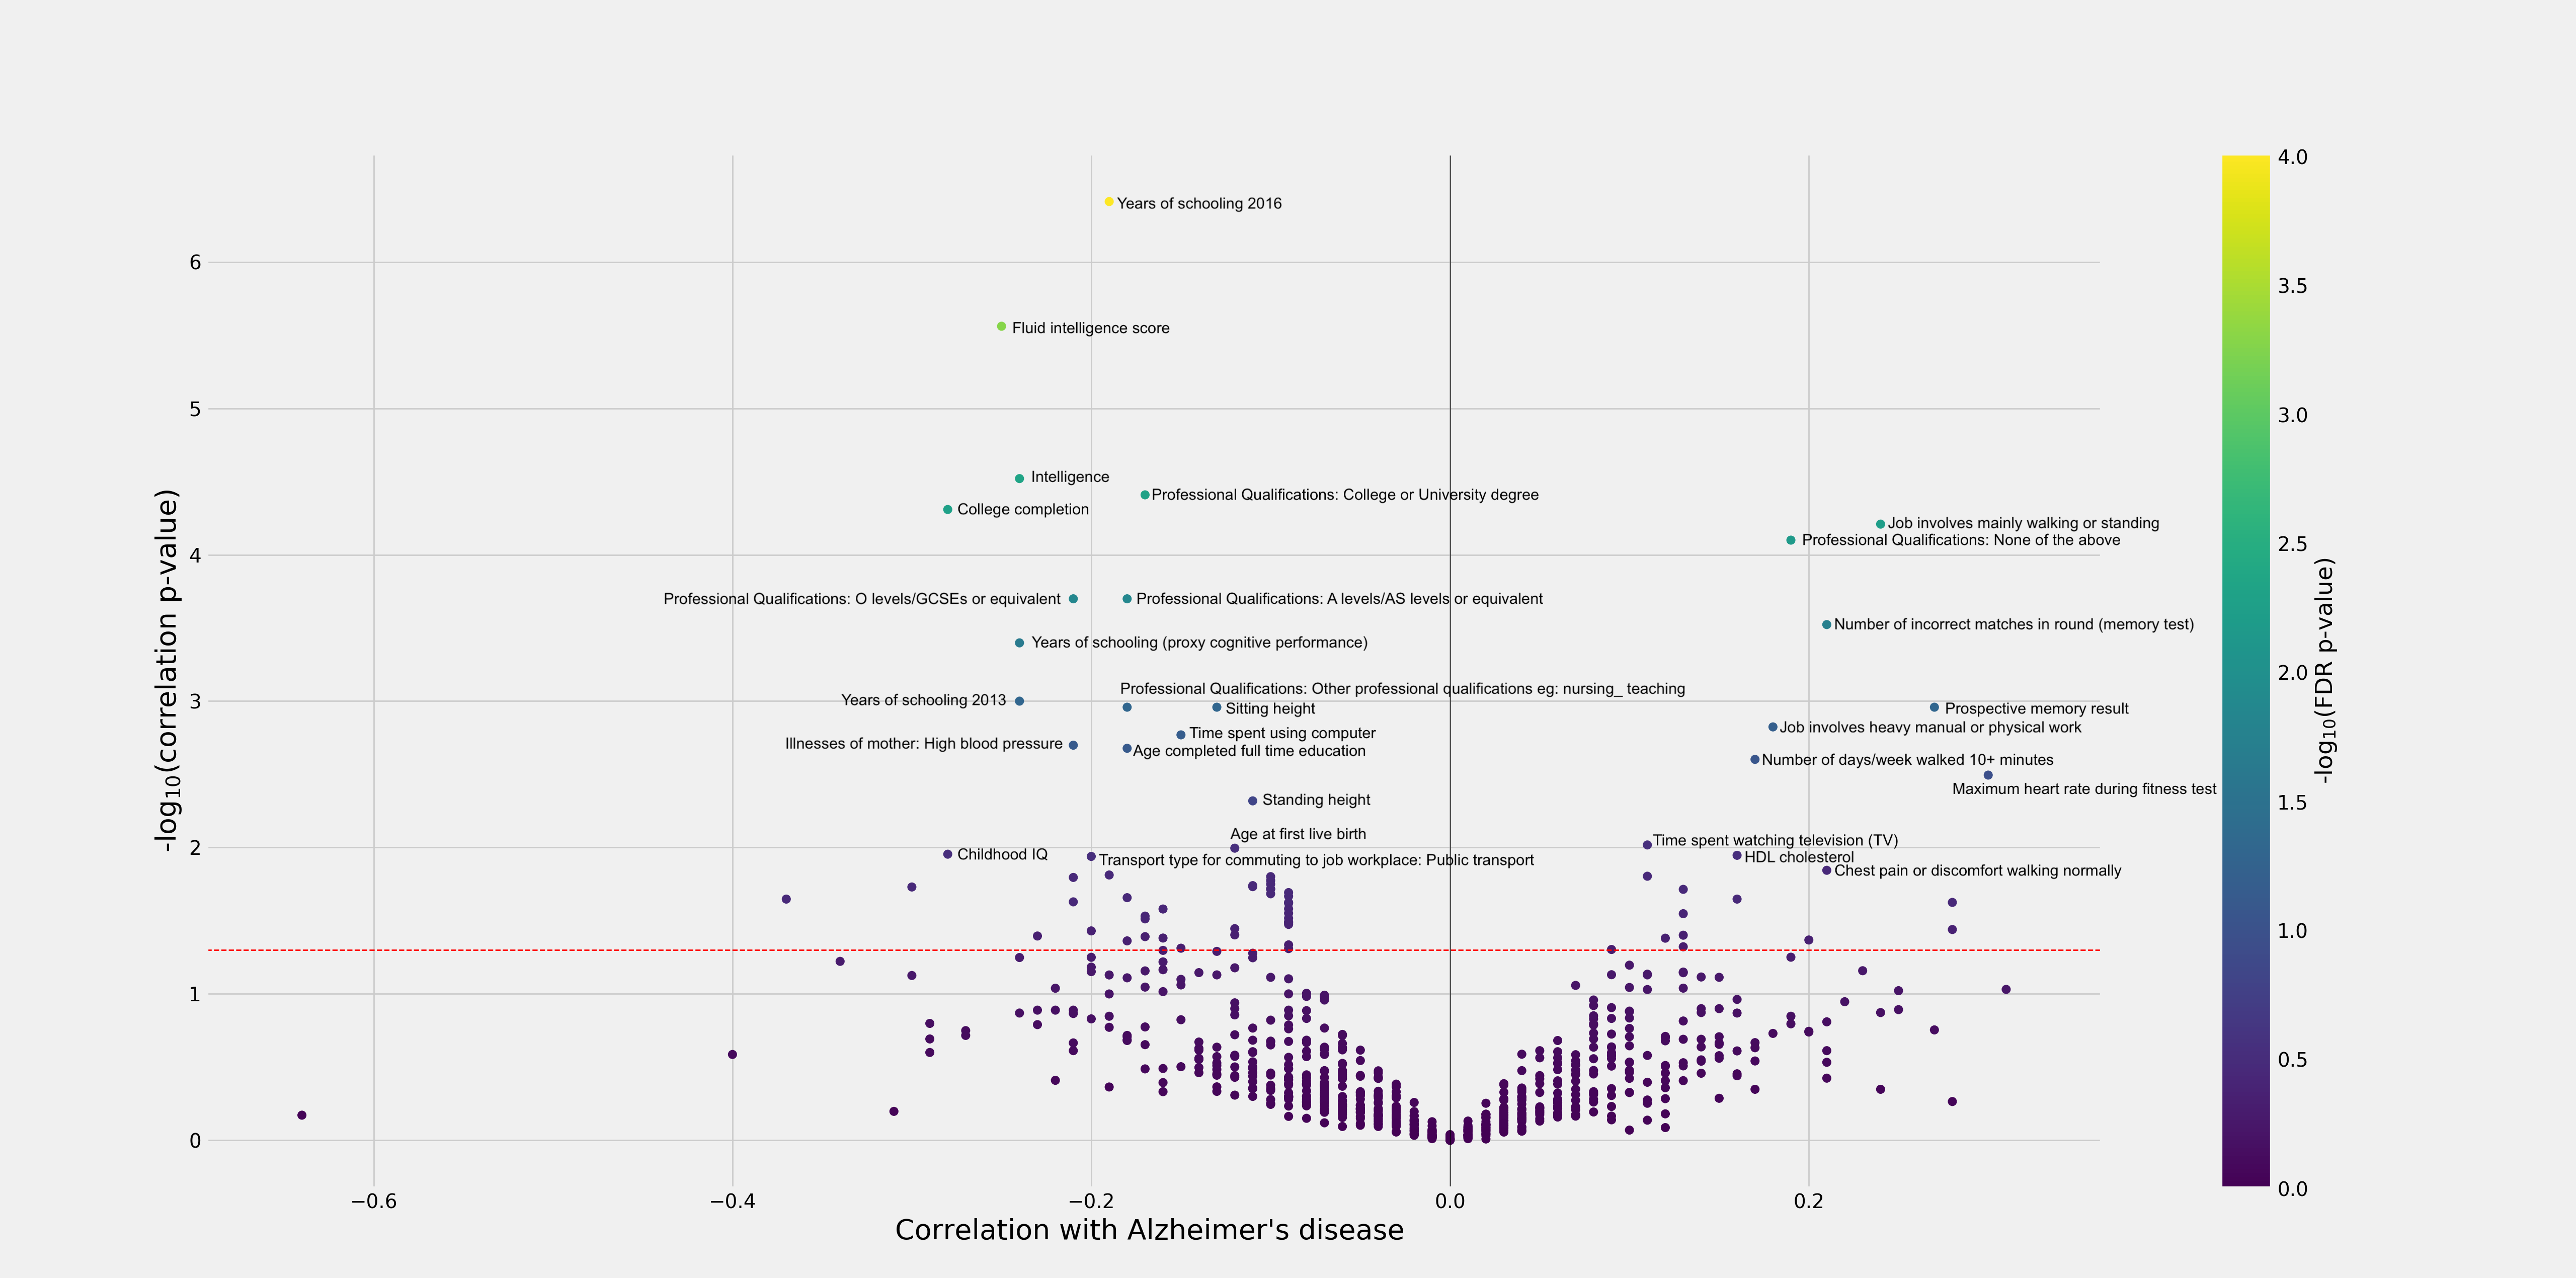 4.0
Years of schooling 2016
6
3.5
Fluid intelligence score
3.0
5
Intelligence
Professional Qualifications: College or University degree
College completion
Job involves mainly walking or standing
Professional Qualifications: None of the above
2.5
4
Professional Qualifications: O levels/GCSEs or equivalent
Professional Qualifications: A levels/AS levels or equivalent
Number of incorrect matches in round (memory test)
Years of schooling (proxy cognitive performance)
2.0
Professional Qualifications: Other professional qualifications eg: nursing_ teaching
3
Years of schooling 2013
Sitting height
Prospective memory result
Job involves heavy manual or physical work
Time spent using computer
Illnesses of mother: High blood pressure
Age completed full time education
Number of days/week walked 10+ minutes
Maximum heart rate during fitness test
Standing height
1.5
Age at first live birth
Time spent watching television (TV)
2
Childhood IQ
HDL cholesterol
Transport type for commuting to job workplace: Public transport
Chest pain or discomfort walking normally
1.0
1
0.5
0
0.0
−0.6
−0.4
−0.2
0.0
0.2
Correlation with Alzheimer's disease
-log10(correlation p-value)
-log10(FDR p-value)